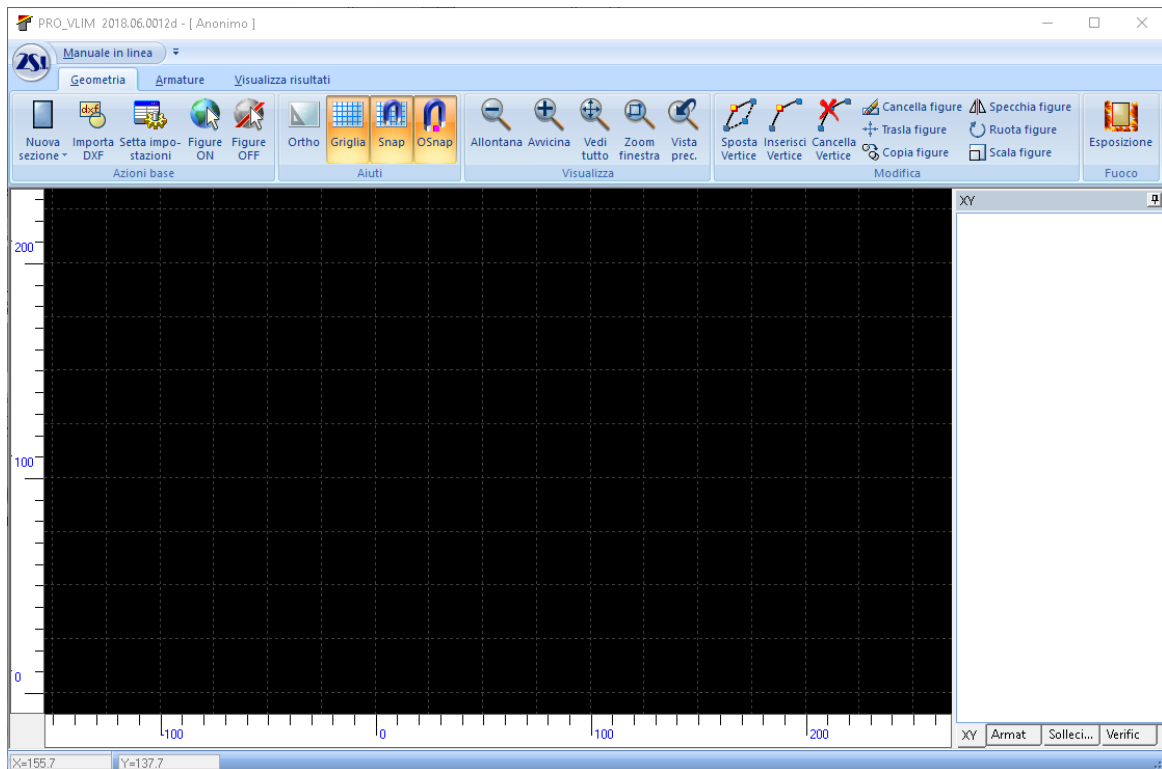 PRO_VLIM 2018.06.0012d - [ Anonimo ]
2SI
Manuale in linea
Geometria Armature Visualizza risultati
Nuova sezione
Importa DXF
Setta impo-
stazioni
Figure ON
Figure OFF
Azioni base
Ortho Griglia Snap OSnap
Aiuti
Allontana Avvicina
Vedi tutto
Zoom finestra
Vista prec.
Visualizza
Sposta Vertice
Inserisci Vertice
Cancella Vertice
Cancella figure
Trasla figure
Copia figure
Specchia figure
Ruota figure
Scala figure
Modifica
Esposizione
Fuoco
XY
200
100
0
-100 0 100 200
XY Armat Solleci... Verific
X=155.7 Y=137.7